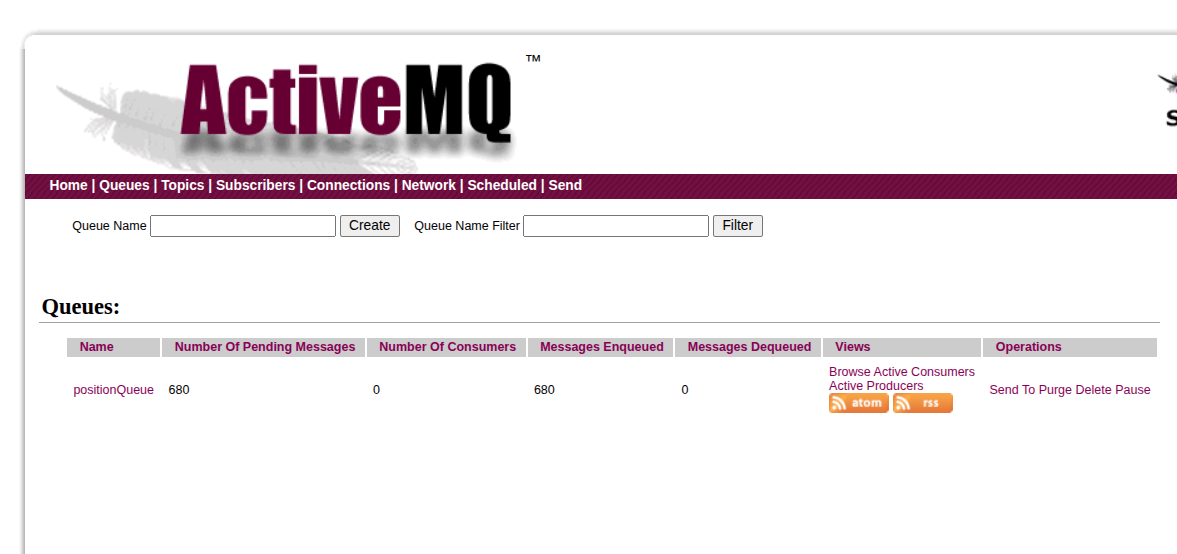 ActiveMQ ™
Home | Queues | Topics | Subscribers | Connections | Network | Scheduled | Send
Queue Name Create Queue Name Filter Filter
Queues:
Name Number Of Pending Messages Number Of Consumers Messages Enqueued Messages Dequeued Views Operations
positionQueue 680 0 680 0 Browse Active Consumers
Active Producers
atom rss
Send To Purge Delete Pause